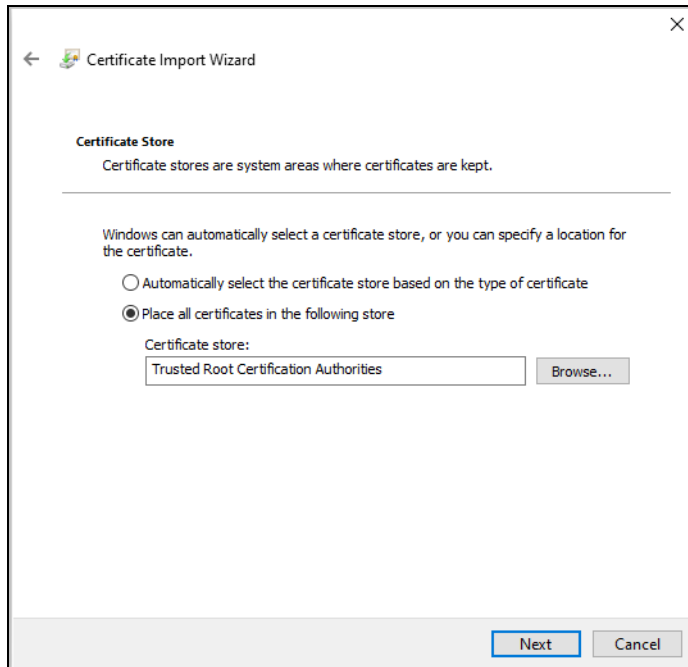 Certificate Import Wizard
Certificate Store
Certificate stores are system areas where certificates are kept.
Windows can automatically select a certificate store, or you can specify a location for
the certificate.
Automatically select the certificate store based on the type of certificate
Place all certificates in the following store
Certificate store:
Trusted Root Certification Authorities
Browse...
Next
Cancel